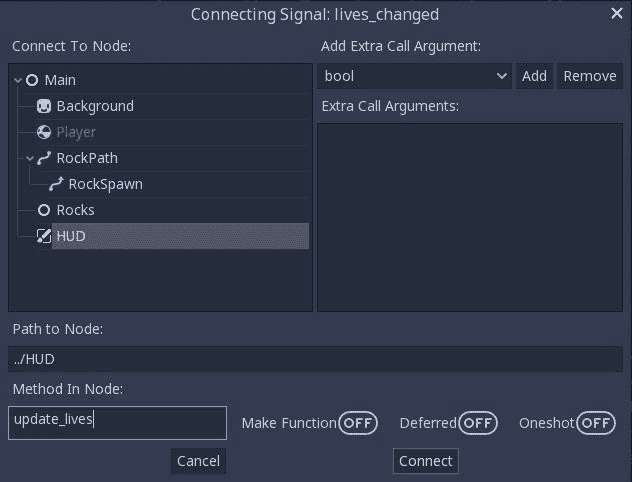 Connecting Signal: lives_changed
Connect To Node:
Add Extra Call Argument:
Main
bool
Add
Remove
Background
Extra Call Arguments:
Player
RockPath
RockSpawn
Rocks
HUD
Path to Node:
../HUD
Method In Node:
update_lives
Make Function OFF
Deferred OFF
Oneshot OFF
Cancel
Connect